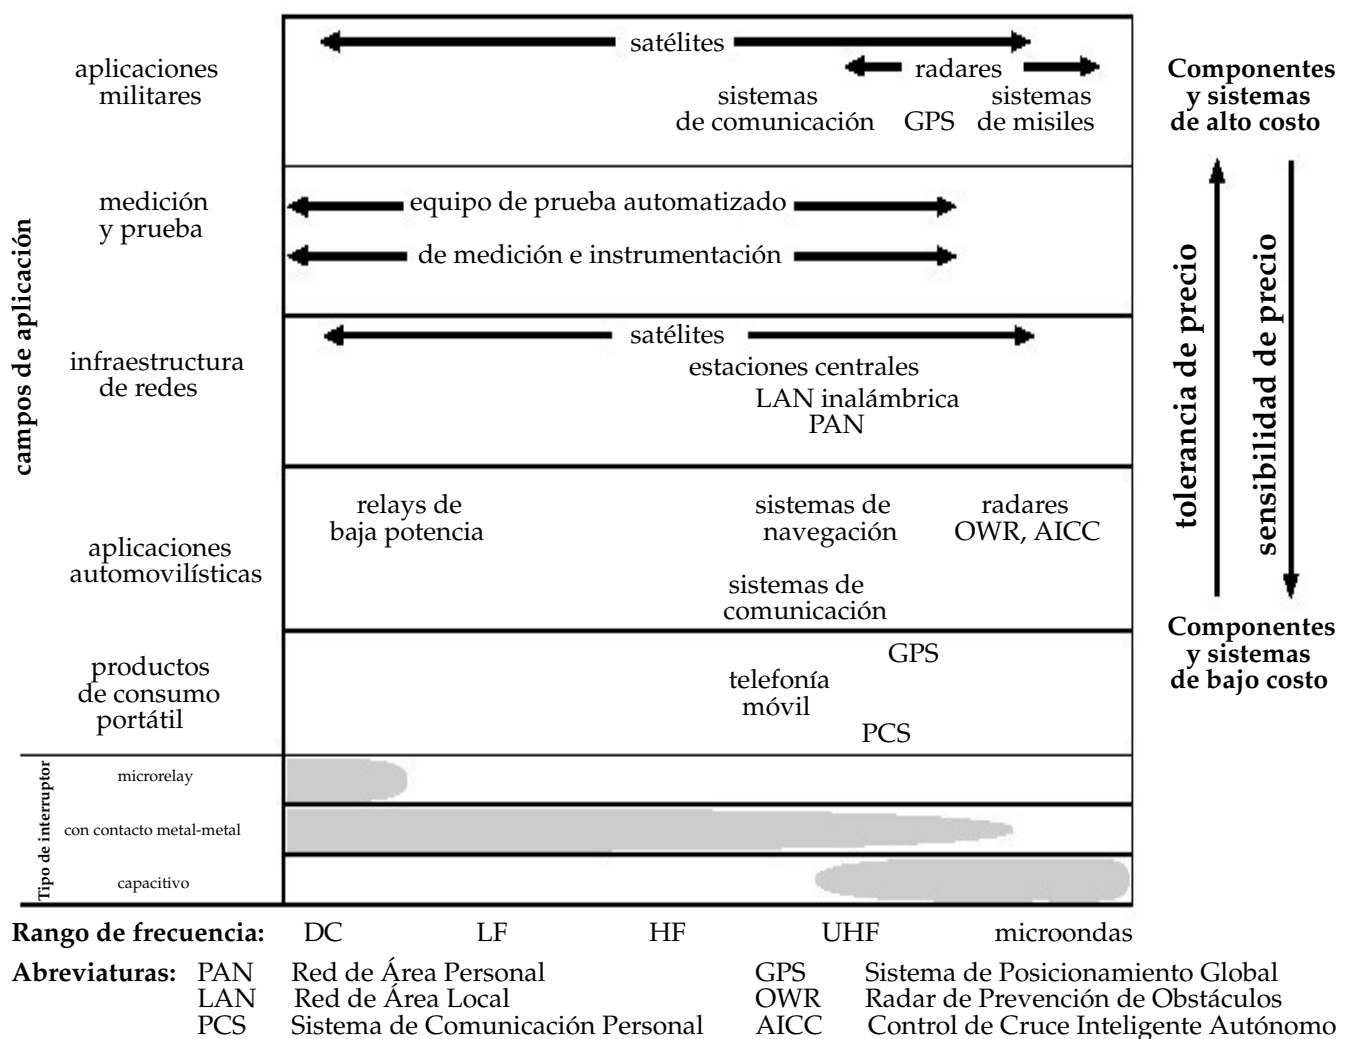 campos de aplicación
aplicaciones
militares
satélites
radares
sistemas
de comunicación
GPS
sistemas
de misiles
medición
y prueba
equipo de prueba automatizado
de medición e instrumentación
infraestructura
de redes
satélites
estaciones centrales
LAN inalámbrica
PAN
aplicaciones
automovilísticas
relays de
baja potencia
sistemas de
navegación
radares
OWR, AICC
sistemas de
comunicación
productos
de consumo
portátil
GPS
telefonía
móvil
PCS
Componentes
y sistemas
de alto costo
tolerancia de precio
sensibilidad de precio
Componentes
y sistemas
de bajo costo
Tipo de interruptor
microrelay
con contacto metal-metal
capacitivo
Rango de frecuencia: DC LF HF UHF microondas
Abreviaturas: PAN Red de Área Personal GPS Sistema de Posicionamiento Global
LAN Red de Área Local OWR Radar de Prevención de Obstáculos
PCS Sistema de Comunicación Personal AICC Control de Cruce Inteligente Autónomo